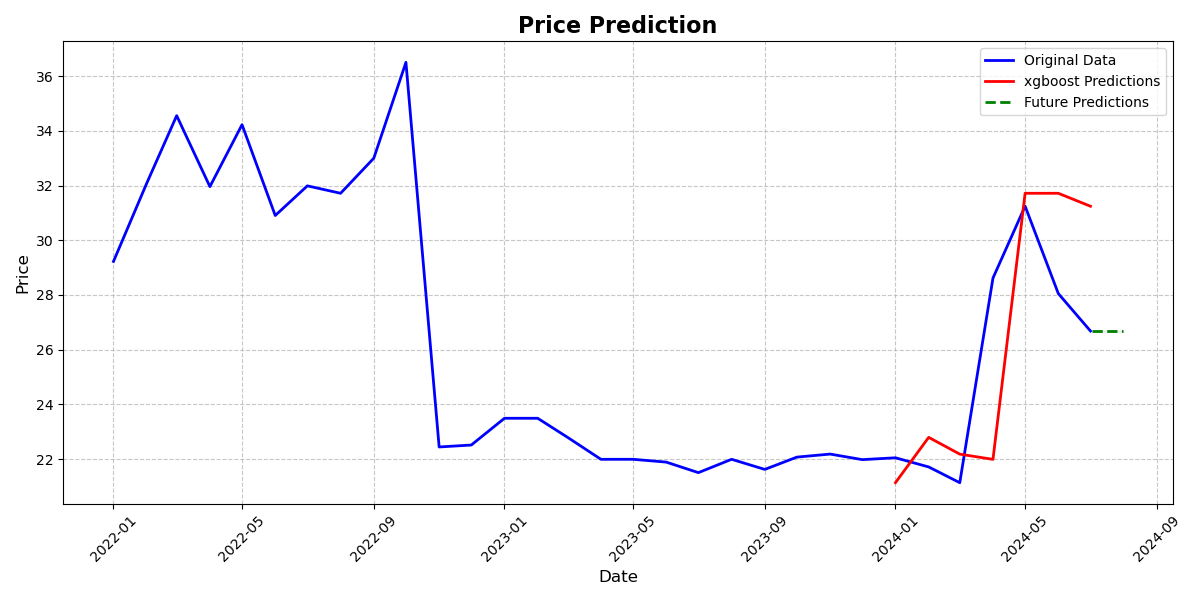 Price Prediction
Original Data
xgboost Predictions
Future Predictions
Price
36
34
32
30
28
26
24
22
2022-01
2022-05
2022-09
2023-01
2023-05
2023-09
2024-01
2024-05
2024-09
Date